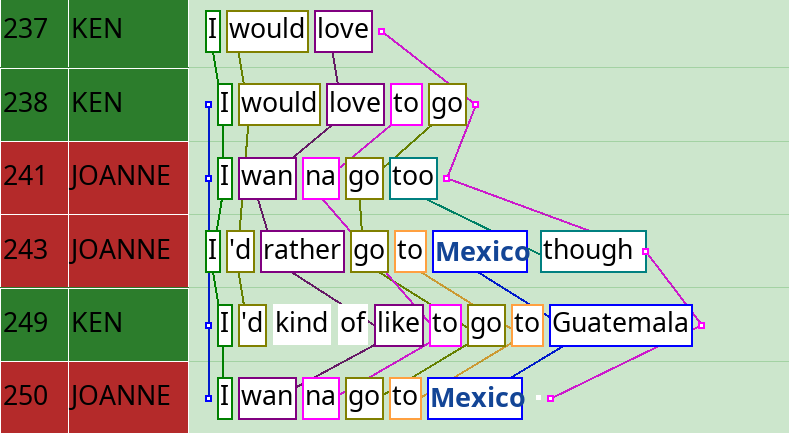 237 KEN I would love
238 KEN I would love to go
241 JOANNE I wan na go too
243 JOANNE I 'd rather go to Mexico though
249 KEN I 'd kind of like to go to Guatemala
250 JOANNE I wan na go to Mexico